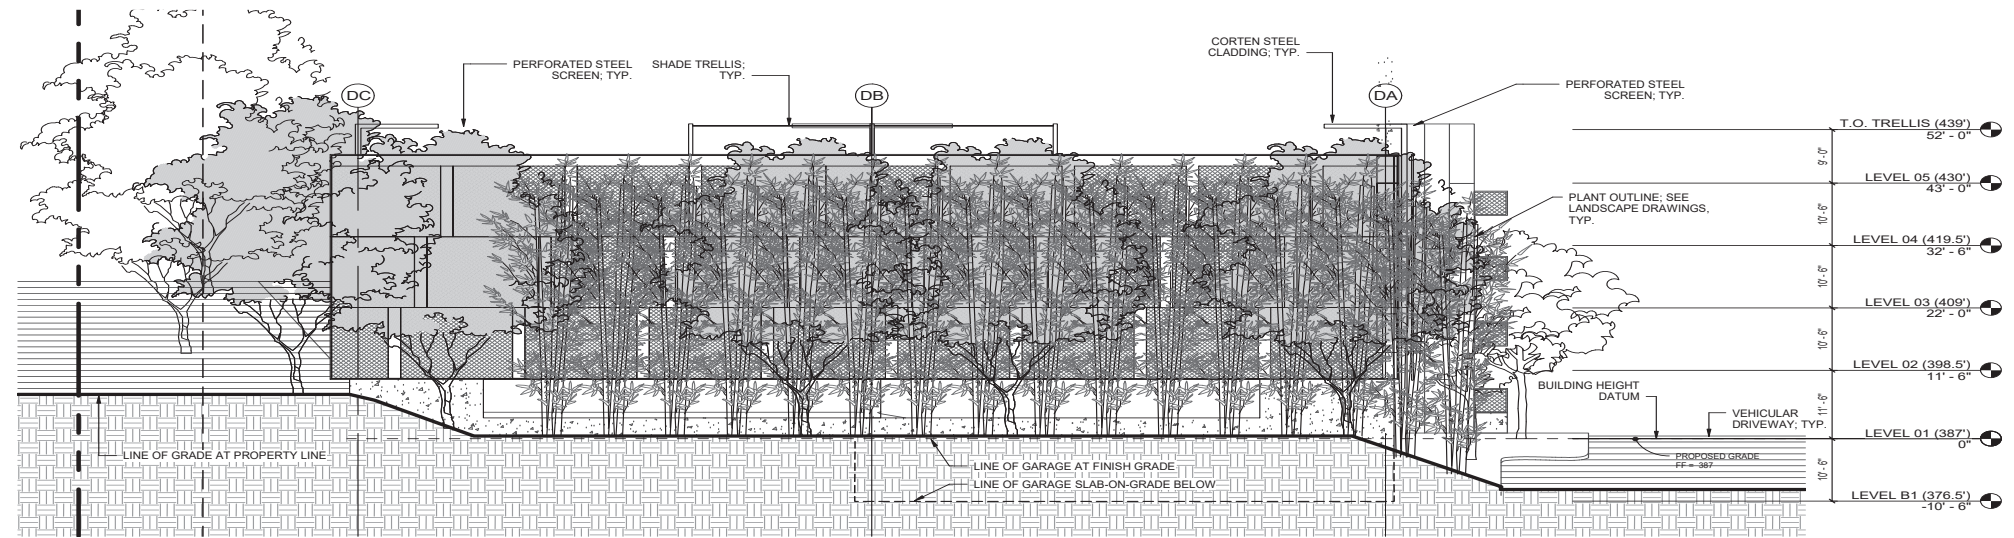 CORTEN STEEL
CLADDING; TYP.
PERFORATED STEEL
SCREEN; TYP.
SHADE TRELLIS;
TYP.
PERFORATED STEEL
SCREEN; TYP.
DC
DB
DA
T.O. TRELLIS (439')
52' - 0"
9' - 0"
LEVEL 05 (430')
43' - 0"
PLANT OUTLINE; SEE
LANDSCAPE DRAWINGS,
TYP.
10' - 6"
LEVEL 04 (419.5')
32' - 6"
10' - 6"
LEVEL 03 (409')
22' - 0"
10' - 6"
LEVEL 02 (398.5')
11' - 6"
BUILDING HEIGHT
DATUM
11' - 6"
VEHICULAR
DRIVEWAY; TYP.
LEVEL 01 (387')
0"
LINE OF GRADE AT PROPERTY LINE
LINE OF GARAGE AT FINISH GRADE
PROPOSED GRADE
FF = 387
10' - 6"
LINE OF GARAGE SLAB-ON-GRADE BELOW
LEVEL B1 (376.5')
-10' - 6"